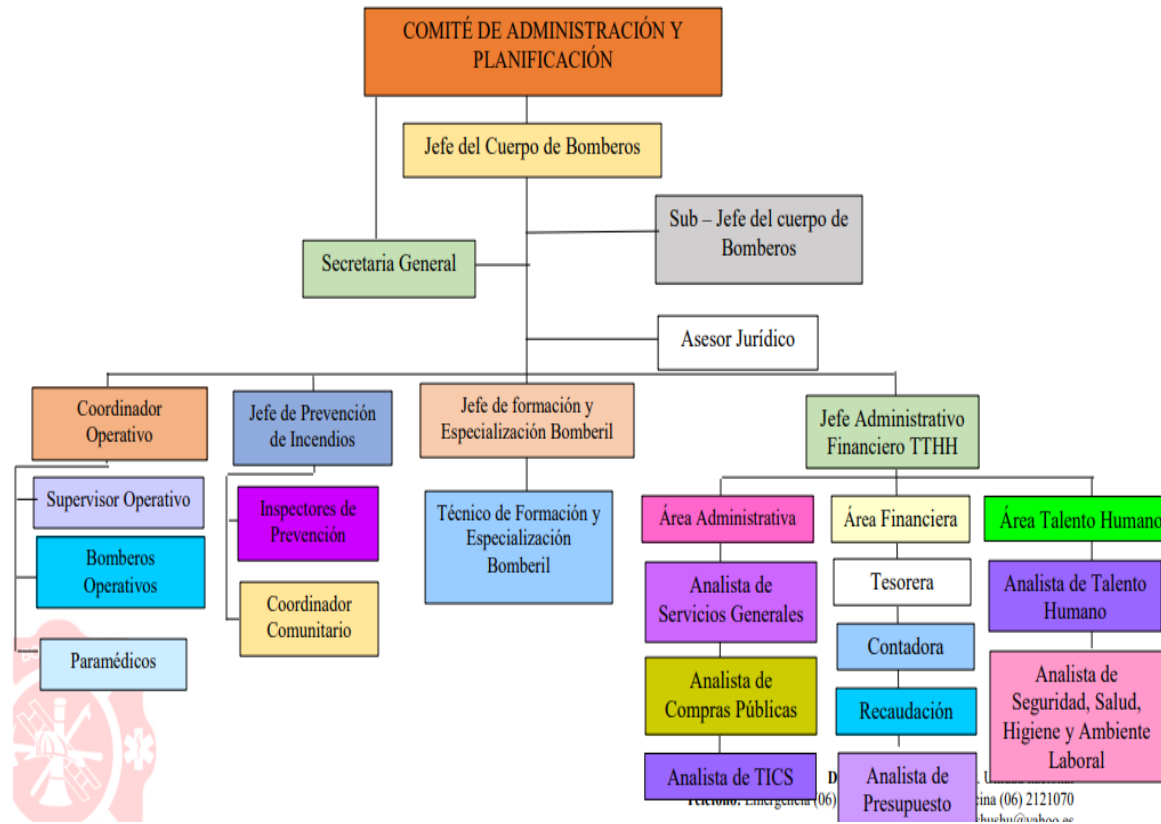 COMITÉ DE ADMINISTRACIÓN Y
PLANIFICACIÓN
Jefe del Cuerpo de Bomberos
Sub – Jefe del cuerpo de
Bomberos
Secretaria General
Asesor Jurídico
Coordinador
Operativo
Supervisor Operativo
Bomberos
Operativos
Paramédicos
Jefe de Prevención
de Incendios
Inspectores de
Prevención
Coordinador
Comunitario
Jefe de formación y
Especialización Bomberil
Técnico de Formación y
Especialización
Bomberil
Jefe Administrativo
Financiero TTHH
Área Administrativa
Analista de
Servicios Generales
Analista de
Compras Públicas
Analista de TICS
Área Financiera
Tesorera
Contadora
Recaudación
Analista de
Presupuesto
Área Talento Humano
Analista de Talento
Humano
Analista de
Seguridad, Salud,
Higiene y Ambiente
Laboral
D
(06) cina (06) 2121070
@yahoo.es